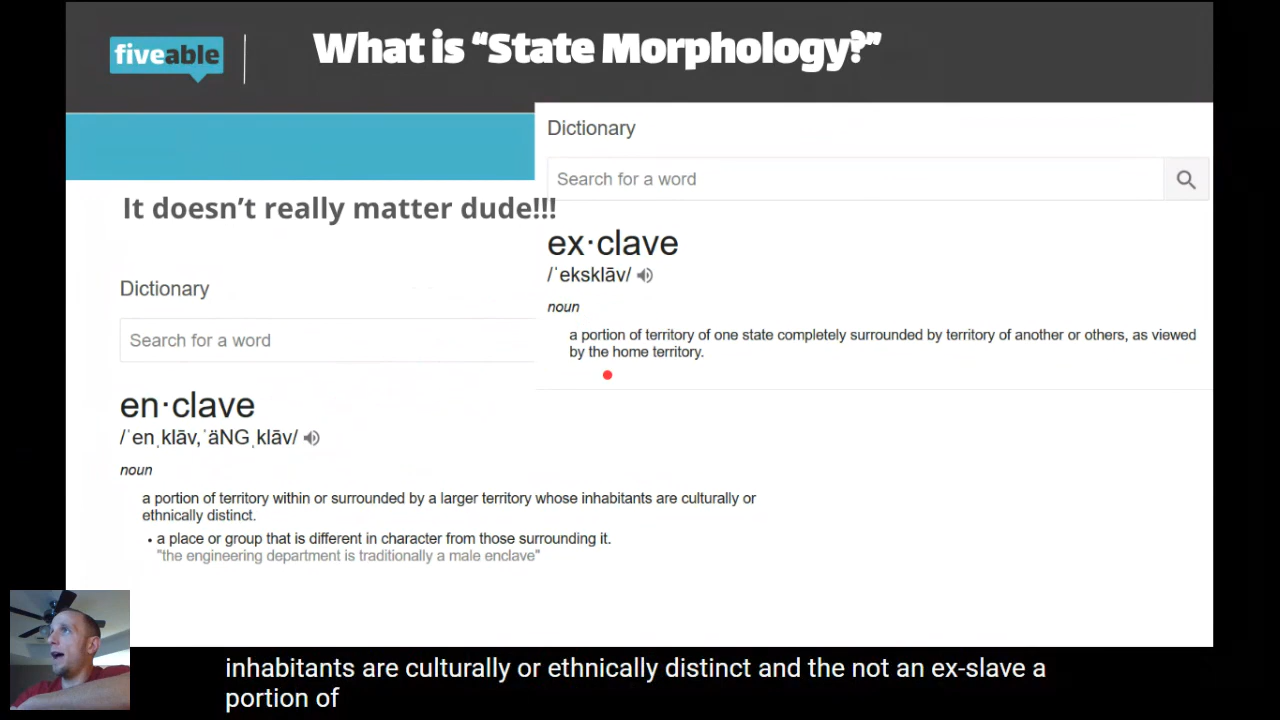 fiveable
What is “State Morphology?”
It doesn’t really matter dude!!!
Dictionary
Search for a word
en·clave
/ˈenˌklāv,ˈäNGˌklāv/
noun
a portion of territory within or surrounded by a larger territory whose inhabitants are culturally or
ethnically distinct.
• a place or group that is different in character from those surrounding it.
"the engineering department is traditionally a male enclave"
Dictionary
Search for a word
ex·clave
/ˈeksklāv/
noun
a portion of territory of one state completely surrounded by territory of another or others, as viewed
by the home territory.
inhabitants are culturally or ethnically distinct and the not an ex-slave a
portion of